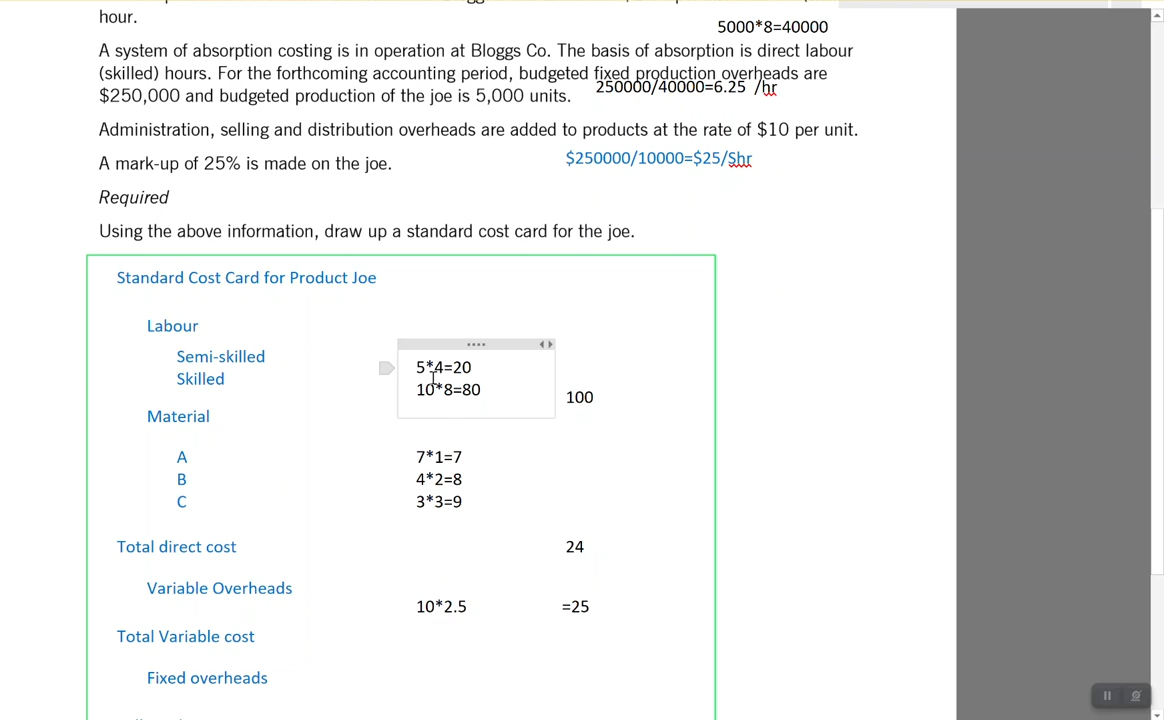 hour.
5000*8=40000
A system of absorption costing is in operation at Bloggs Co. The basis of absorption is direct labour
(skilled) hours. For the forthcoming accounting period, budgeted fixed production overheads are
$250,000 and budgeted production of the joe is 5,000 units.
250000/40000=6.25 /hr
Administration, selling and distribution overheads are added to products at the rate of $10 per unit.
A mark-up of 25% is made on the joe.
$250000/10000=$25/Shr
Required
Using the above information, draw up a standard cost card for the joe.
Standard Cost Card for Product Joe
Labour
Semi-skilled 5*4=20
Skilled 10*8=80
100
Material
A 7*1=7
B 4*2=8
C 3*3=9
Total direct cost 24
Variable Overheads
10*2.5 =25
Total Variable cost
Fixed overheads